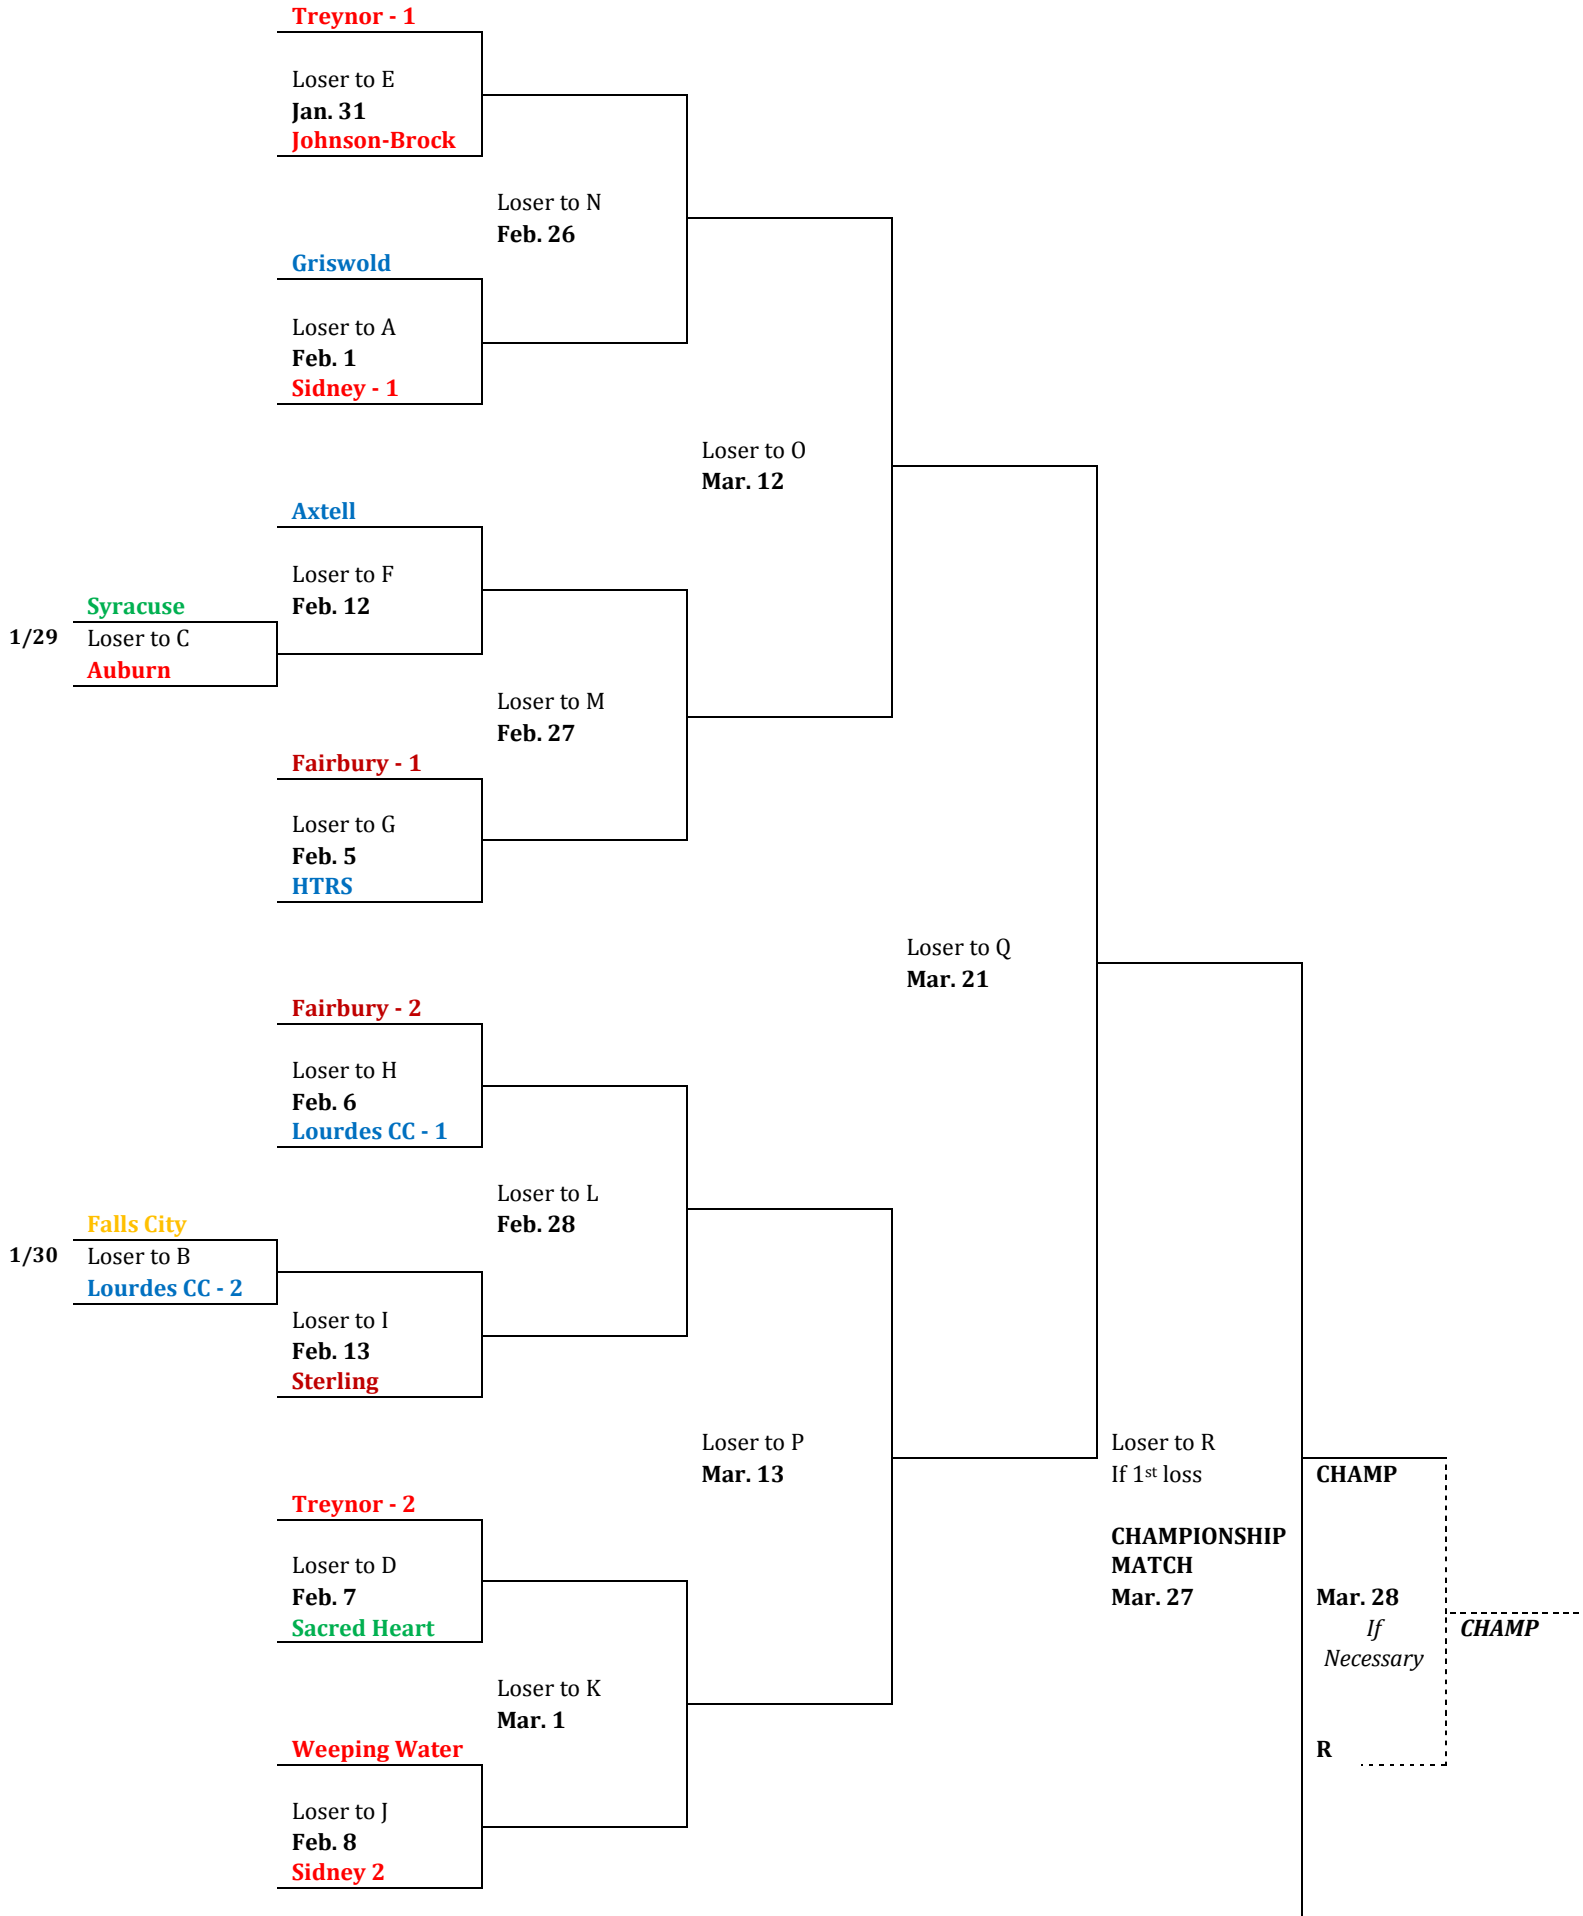 Treynor - 1
Loser to E
Jan. 31
Johnson-Brock
Loser to N
Feb. 26
Griswold
Loser to A
Feb. 1
Sidney - 1
Loser to O
Mar. 12
Axtell
Loser to F
Feb. 12
Syracuse
1/29 Loser to C
Auburn
Loser to M
Feb. 27
Fairbury - 1
Loser to G
Feb. 5
HTRS
Loser to Q
Mar. 21
Fairbury - 2
Loser to H
Feb. 6
Lourdes CC - 1
Loser to L
Feb. 28
Falls City
1/30 Loser to B
Lourdes CC - 2
Loser to I
Feb. 13
Sterling
Loser to P
Mar. 13
Loser to R
If 1st loss
CHAMP
Treynor - 2
CHAMPIONSHIP
MATCH
Mar. 27
Loser to D
Feb. 7
Sacred Heart
Mar. 28
If
Necessary
CHAMP
Loser to K
Mar. 1
Weeping Water
R
Loser to J
Feb. 8
Sidney 2